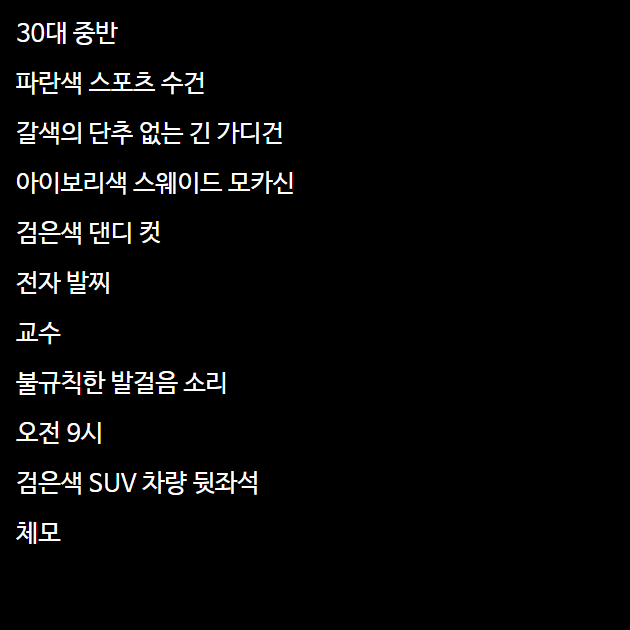 30대 중반
파란색 스포츠 수건
갈색의 단추 없는 긴 가디건
아이보리색 스웨이드 모카신
검은색 댄디 컷
전자 발찌
교수
불규칙한 발걸음 소리
오전 9시
검은색 SUV 차량 뒷좌석
체모